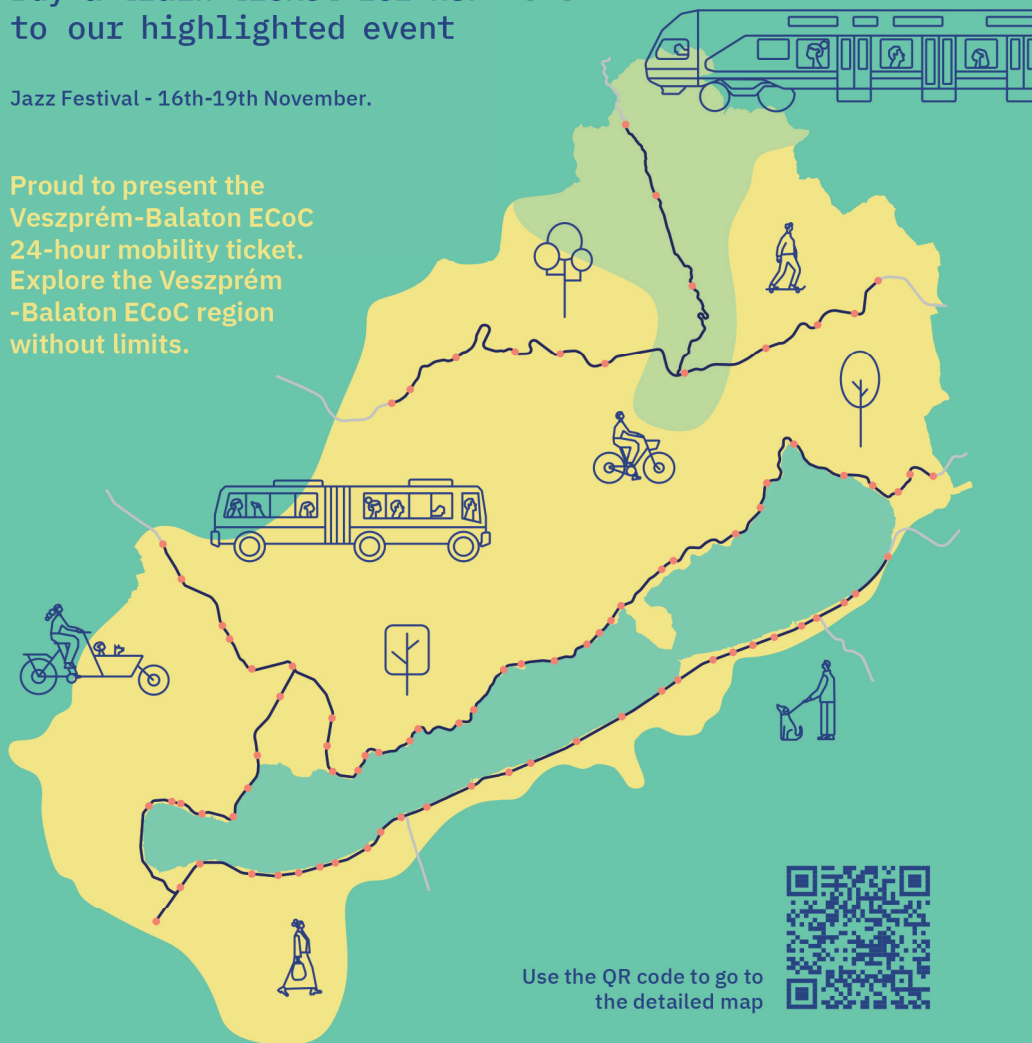 to our highlighted event
Jazz Festival - 16th-19th November.
Proud to present the
Veszprém-Balaton ECoC
24-hour mobility ticket.
Explore the Veszprém
-Balaton ECoC region
without limits.
Use the QR code to go to
the detailed map